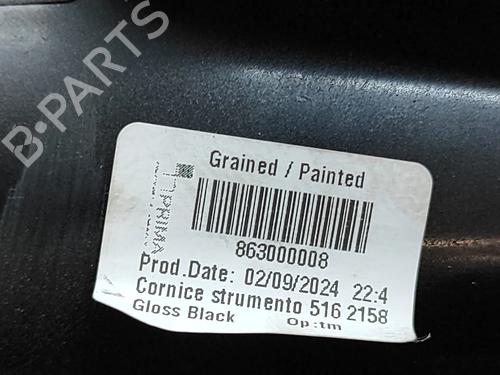 B-PARTS
Grained / Painted
PRIMA
863000008
Prod.Date: 02/09/2024 22:4
Cornice strumento 516 2158
Gloss Black Op:tm